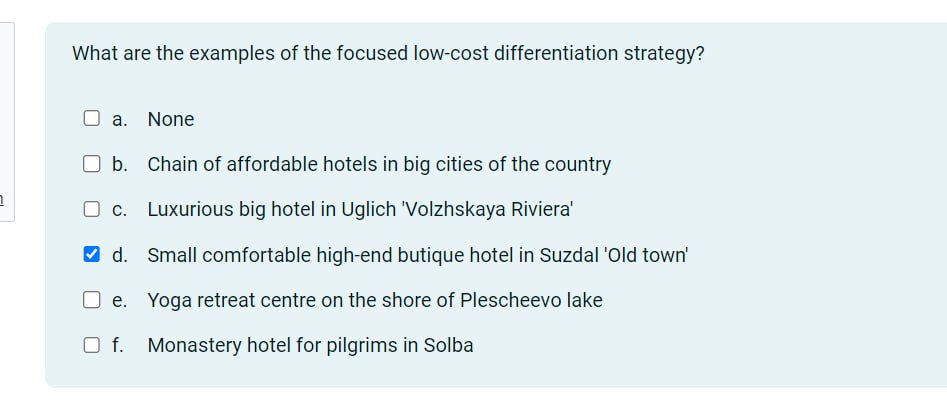 What are the examples of the focused low-cost differentiation strategy?
a. None
b. Chain of affordable hotels in big cities of the country
c. Luxurious big hotel in Uglich 'Volzhskaya Riviera'
d. Small comfortable high-end butique hotel in Suzdal 'Old town'
e. Yoga retreat centre on the shore of Plescheevo lake
f. Monastery hotel for pilgrims in Solba